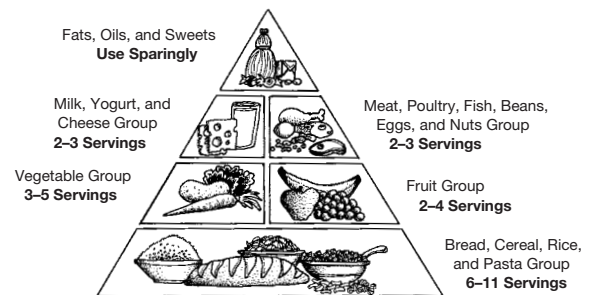 Fats, Oils, and Sweets
Use Sparingly
Milk, Yogurt, and
Cheese Group
2–3 Servings
Meat, Poultry, Fish, Beans,
Eggs, and Nuts Group
2–3 Servings
Vegetable Group
3–5 Servings
Fruit Group
2–4 Servings
Bread, Cereal, Rice,
and Pasta Group
6–11 Servings